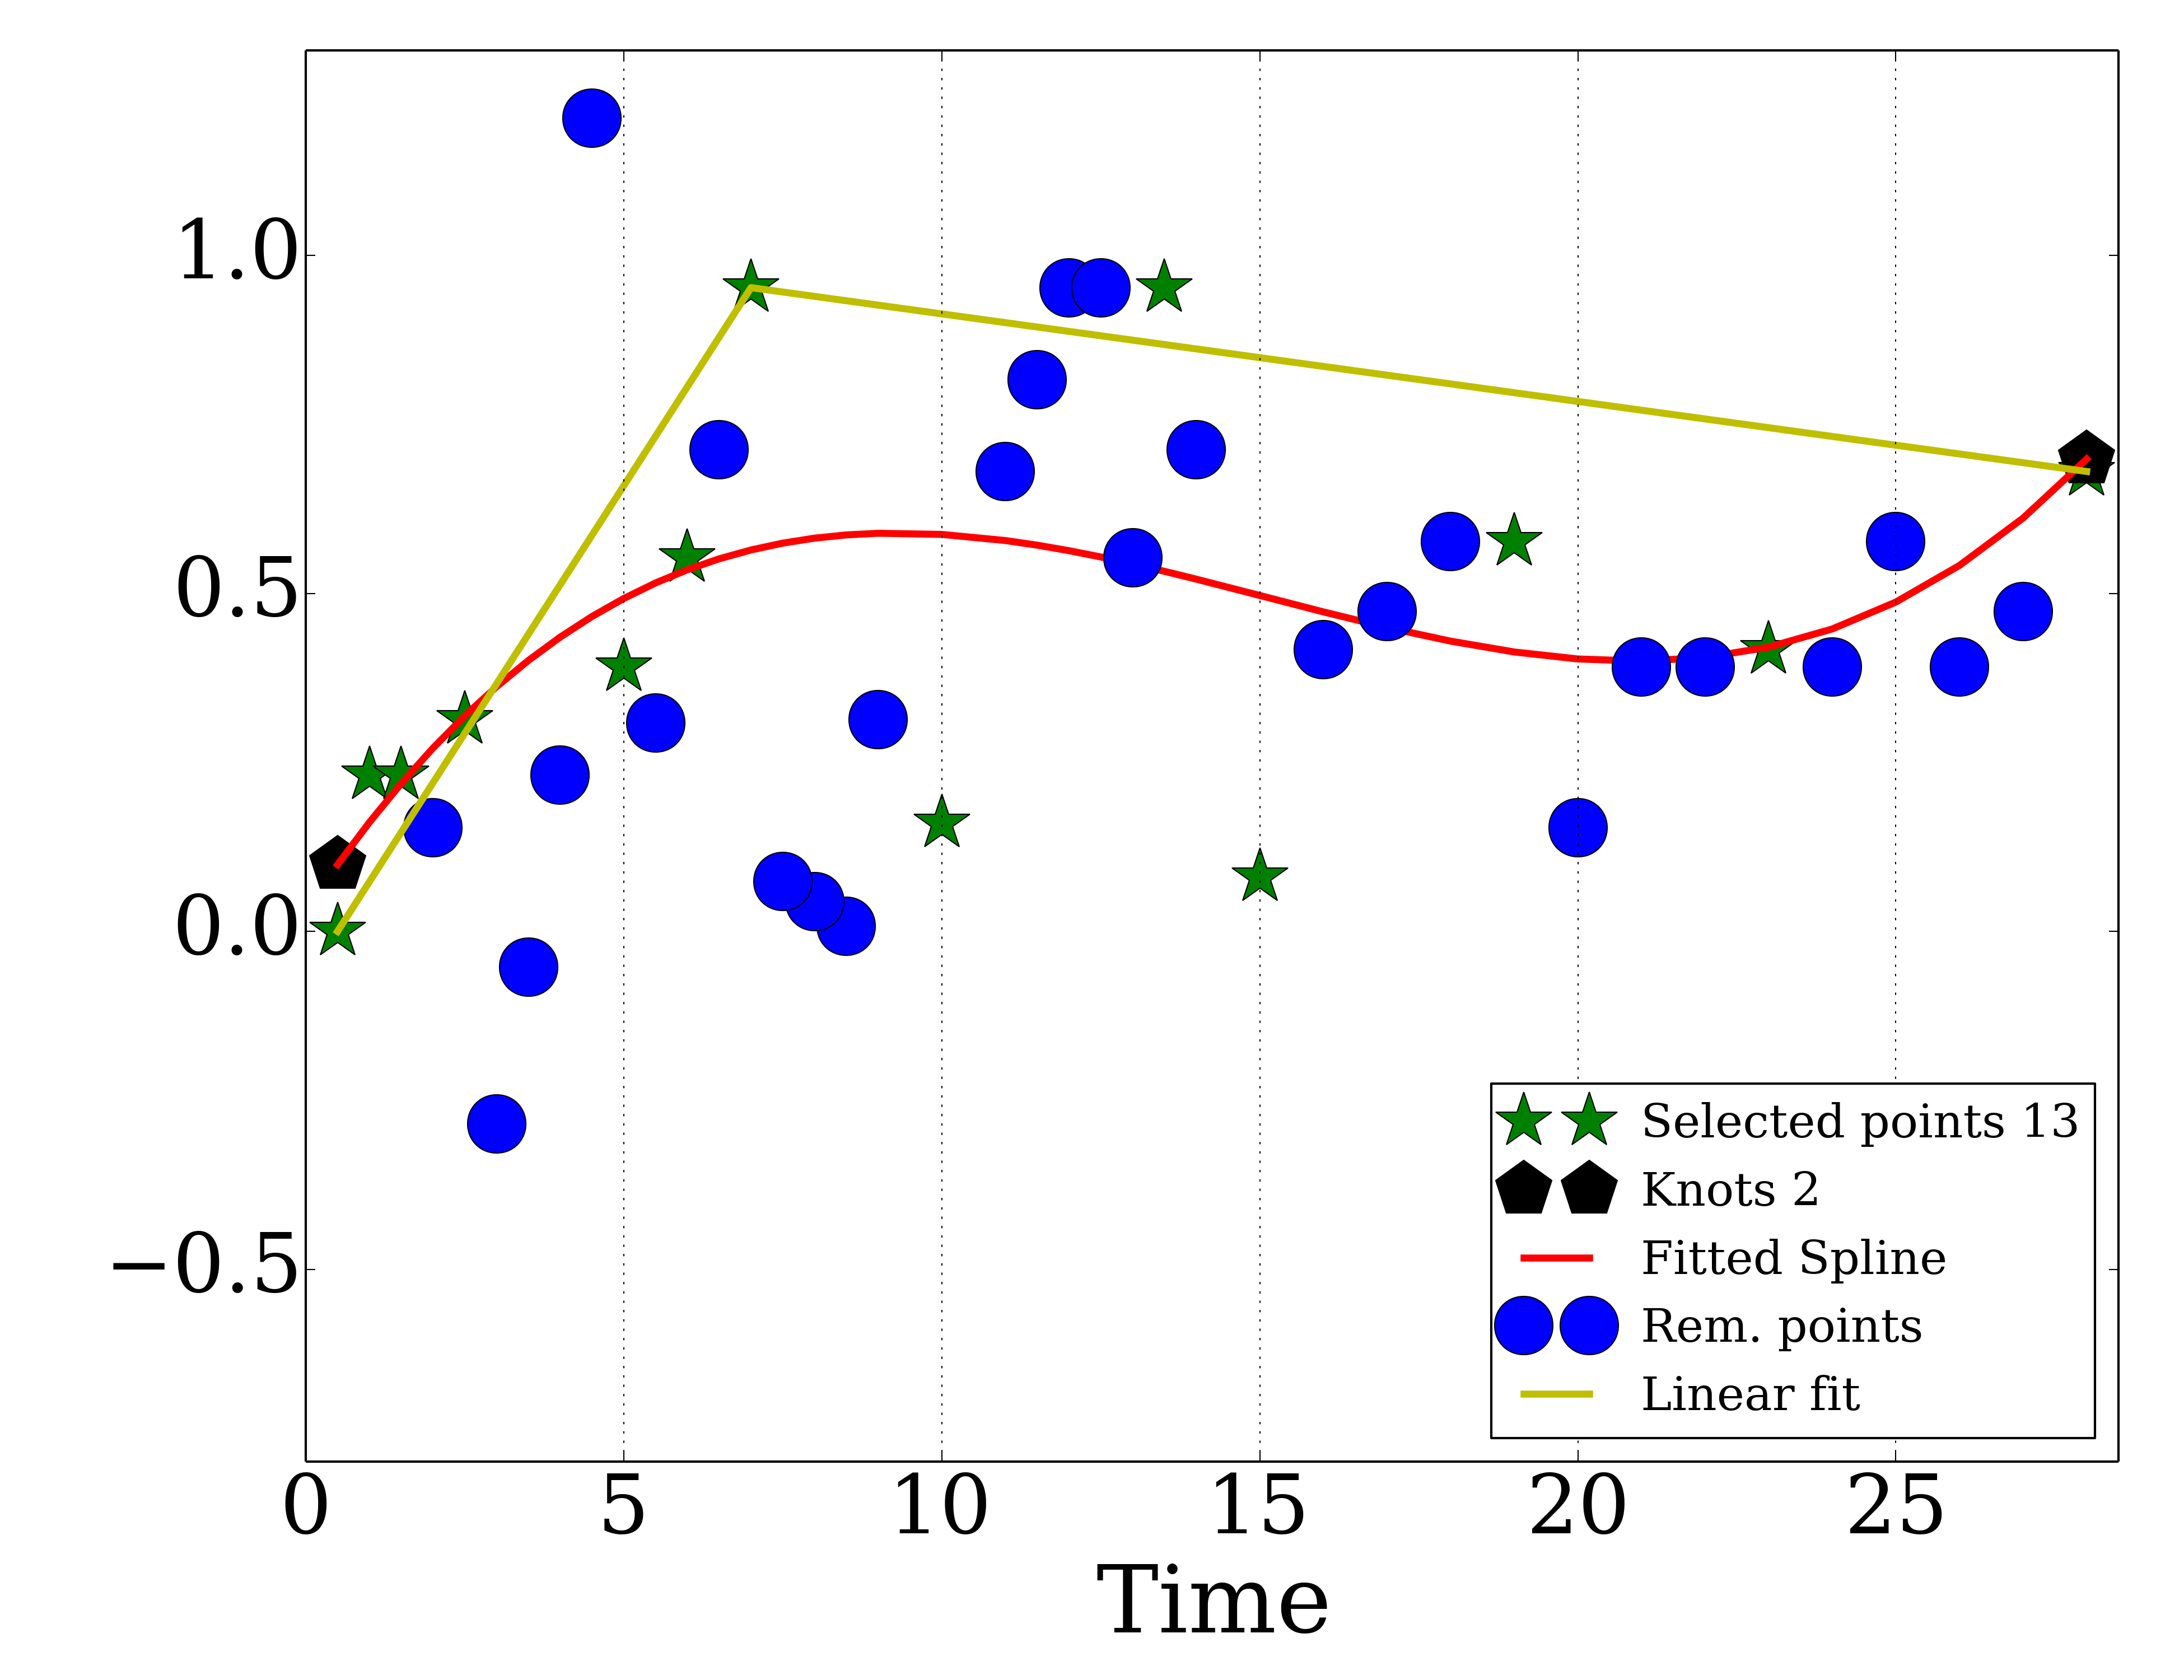 1.0
0.5
0.0
−0.5
0 5 10 15 20 25
Time
Selected points 13
Knots 2
Fitted Spline
Rem. points
Linear fit